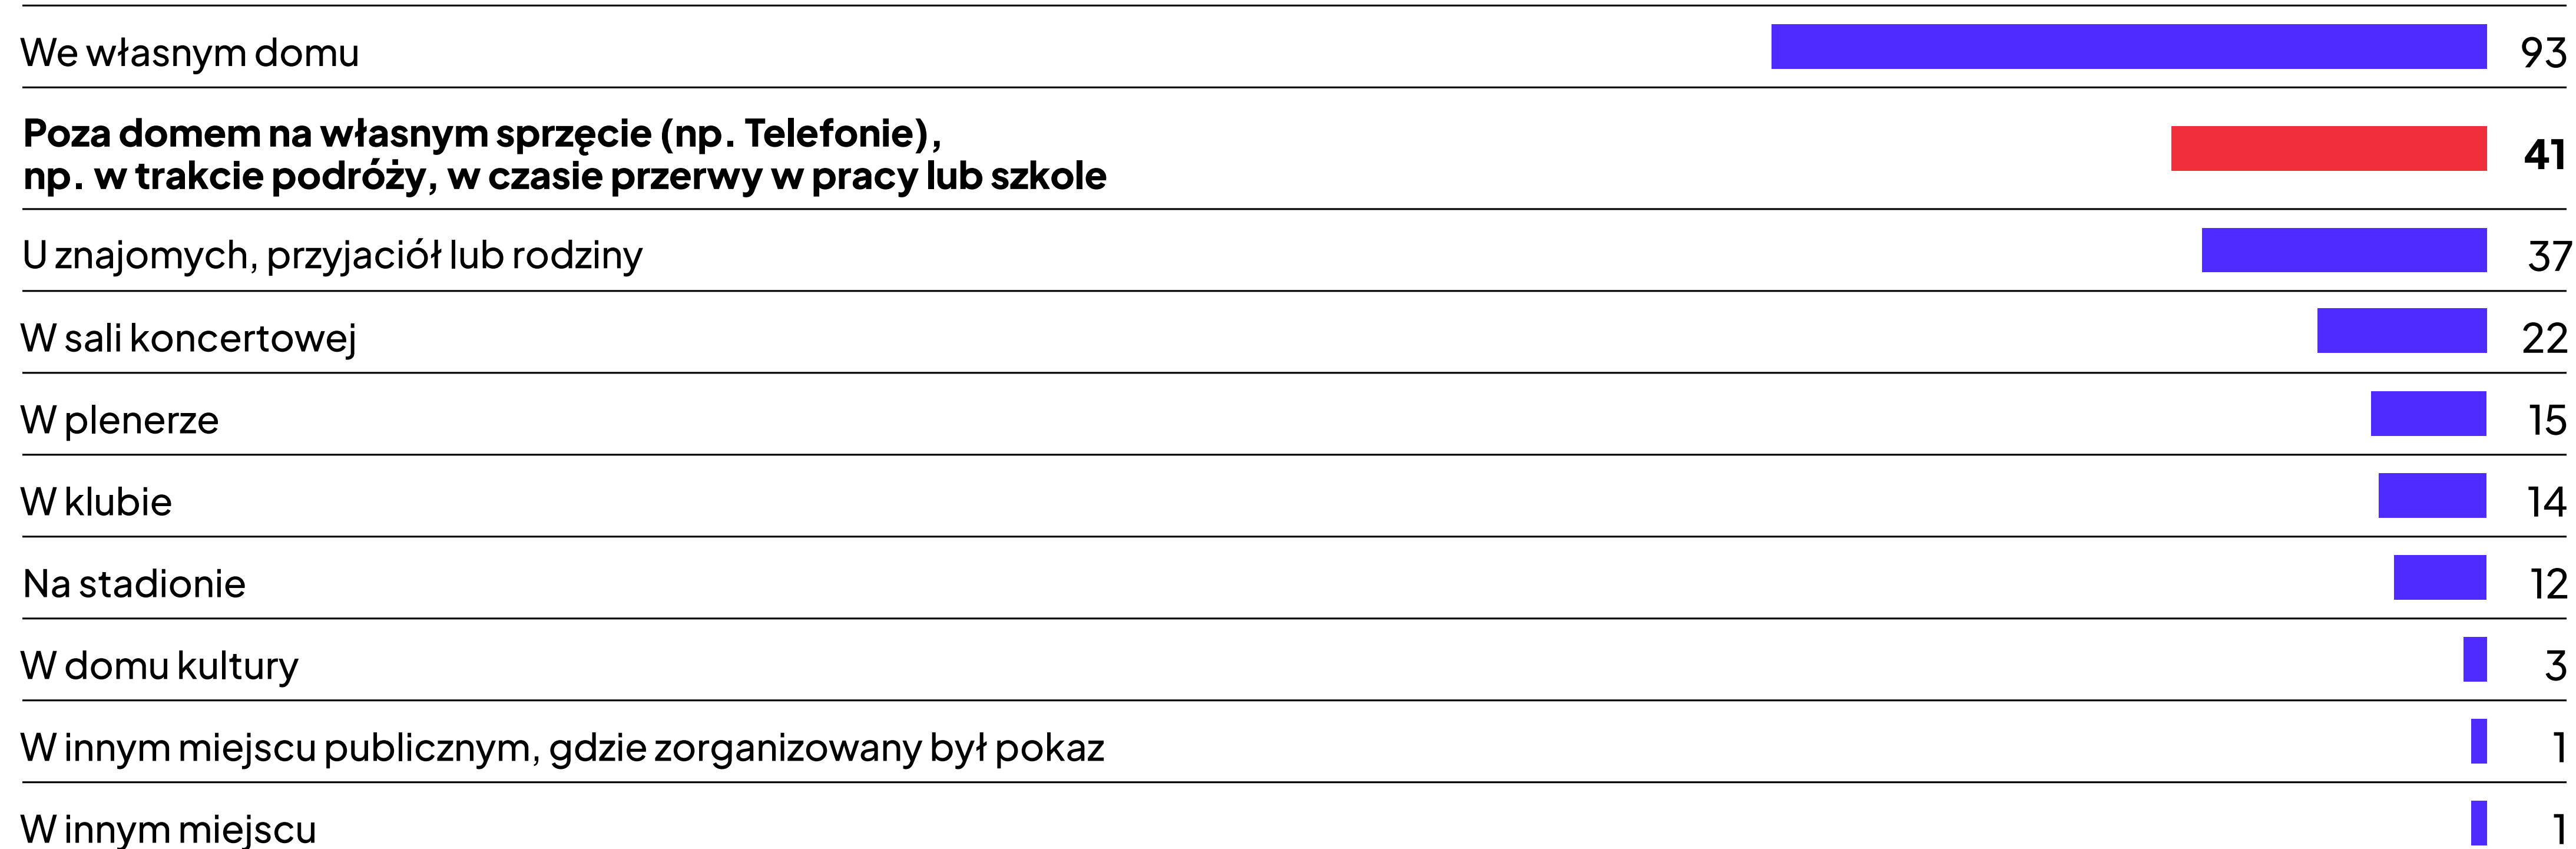 We własnym domu 93
Poza domem na własnym sprzęcie (np. Telefonie),
np. w trakcie podróży, w czasie przerwy w pracy lub szkole 41
U znajomych, przyjaciół lub rodziny 37
W sali koncertowej 22
W plenerze 15
W klubie 14
Na stadionie 12
W domu kultury 3
W innym miejscu publicznym, gdzie zorganizowany był pokaz 1
W innym miejscu 1